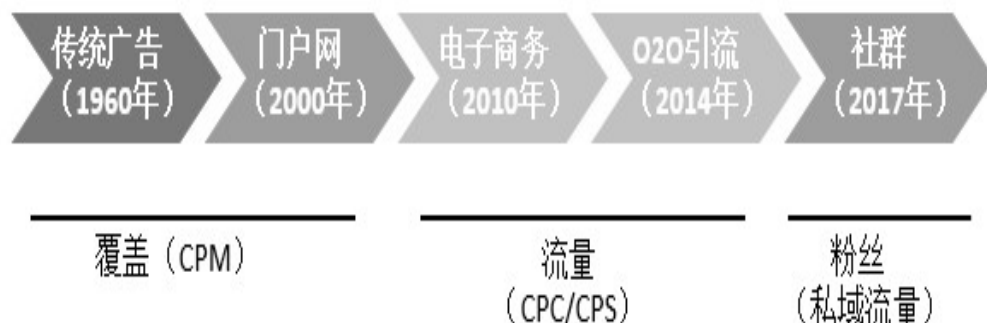 传统广告
（1960年）
门户网
（2000年）
电子商务
（2010年）
O2O引流
（2014年）
社群
（2017年）
覆盖（CPM）
流量
（CPC/CPS）
粉丝
（私域流量）